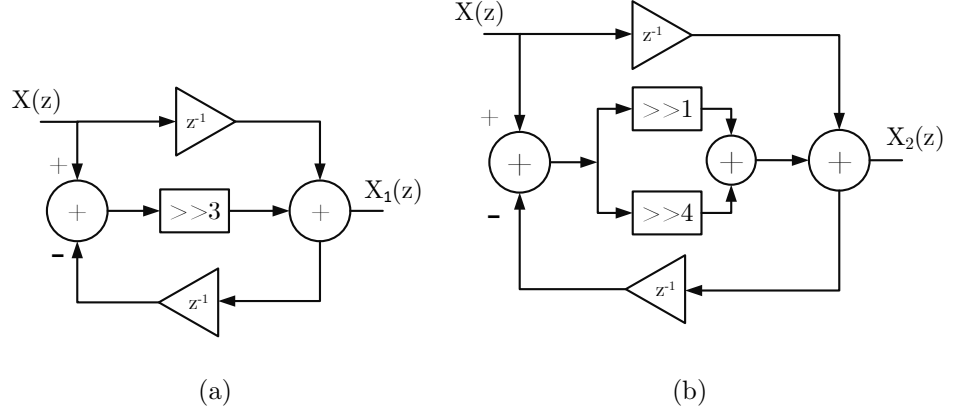 X(z)
z⁻¹
+
+
>>3
+
X₁(z)
-
z⁻¹
(a)
X(z)
z⁻¹
+
>>1
+
+
+
X₂(z)
>>4
-
z⁻¹
(b)